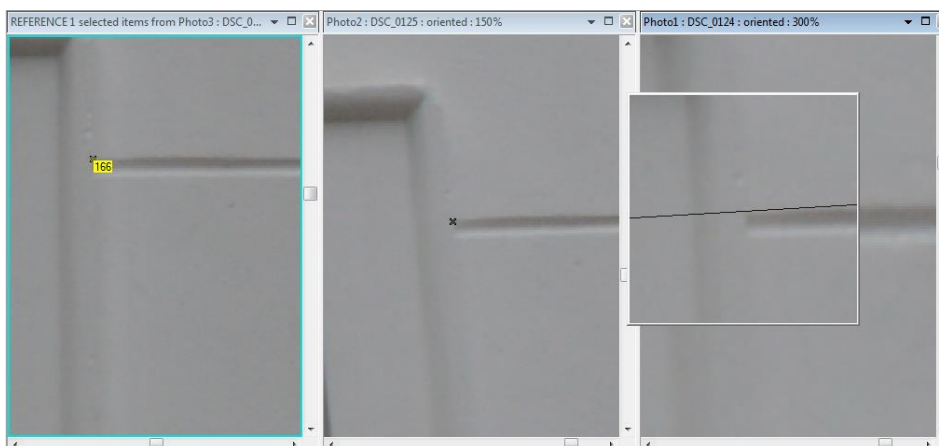 REFERENCE 1 selected items from Photo3 : DSC_0...
Photo2 : DSC_0125 : oriented : 150%
Photo1 : DSC_0124 : oriented : 300%
166